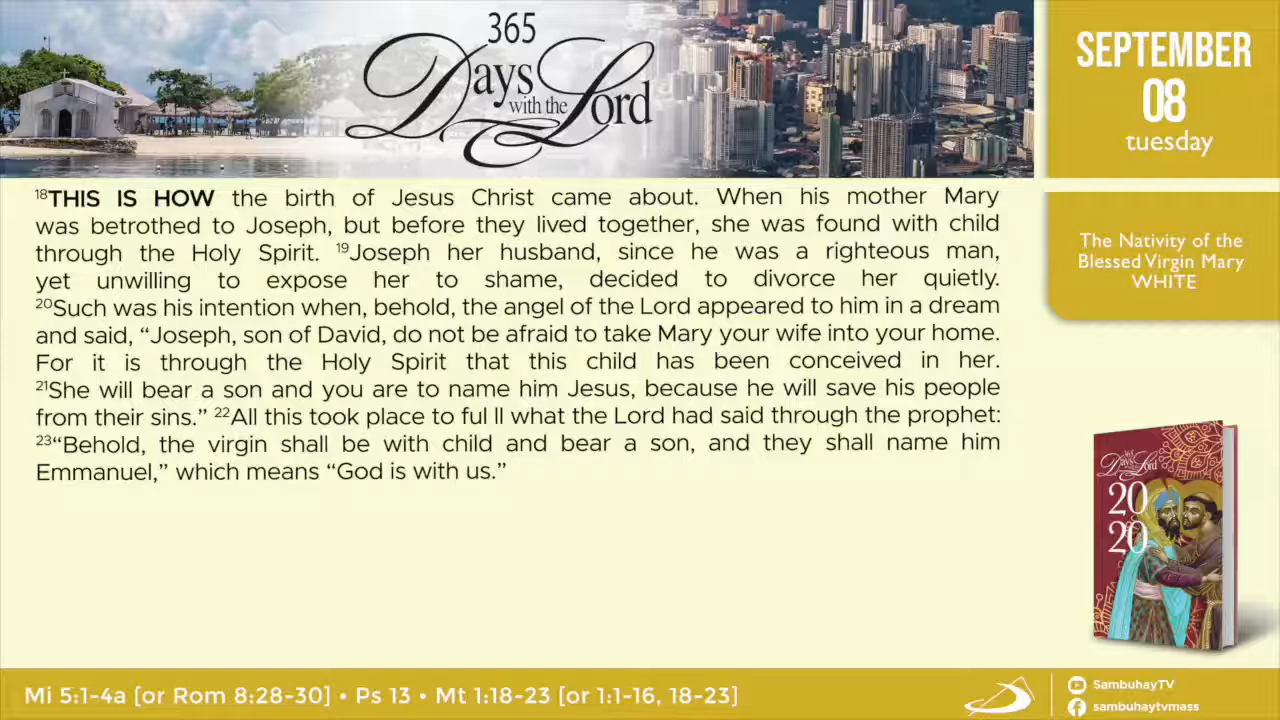 365
Days with the Lord
SEPTEMBER
08
tuesday
The Nativity of the
Blessed Virgin Mary
WHITE
18THIS IS HOW the birth of Jesus Christ came about. When his mother Mary
was betrothed to Joseph, but before they lived together, she was found with child
through the Holy Spirit. 19Joseph her husband, since he was a righteous man,
yet unwilling to expose her to shame, decided to divorce her quietly.
20Such was his intention when, behold, the angel of the Lord appeared to him in a dream
and said, “Joseph, son of David, do not be afraid to take Mary your wife into your home.
For it is through the Holy Spirit that this child has been conceived in her.
21She will bear a son and you are to name him Jesus, because he will save his people
from their sins.” 22All this took place to ful ll what the Lord had said through the prophet:
23“Behold, the virgin shall be with child and bear a son, and they shall name him
Emmanuel,” which means “God is with us.”
365
Days with the Lord
20
20
Mi 5:1-4a [or Rom 8:28-30] • Ps 13 • Mt 1:18-23 [or 1:1-16, 18-23]
SambuhayTV
sambuhaytvmass